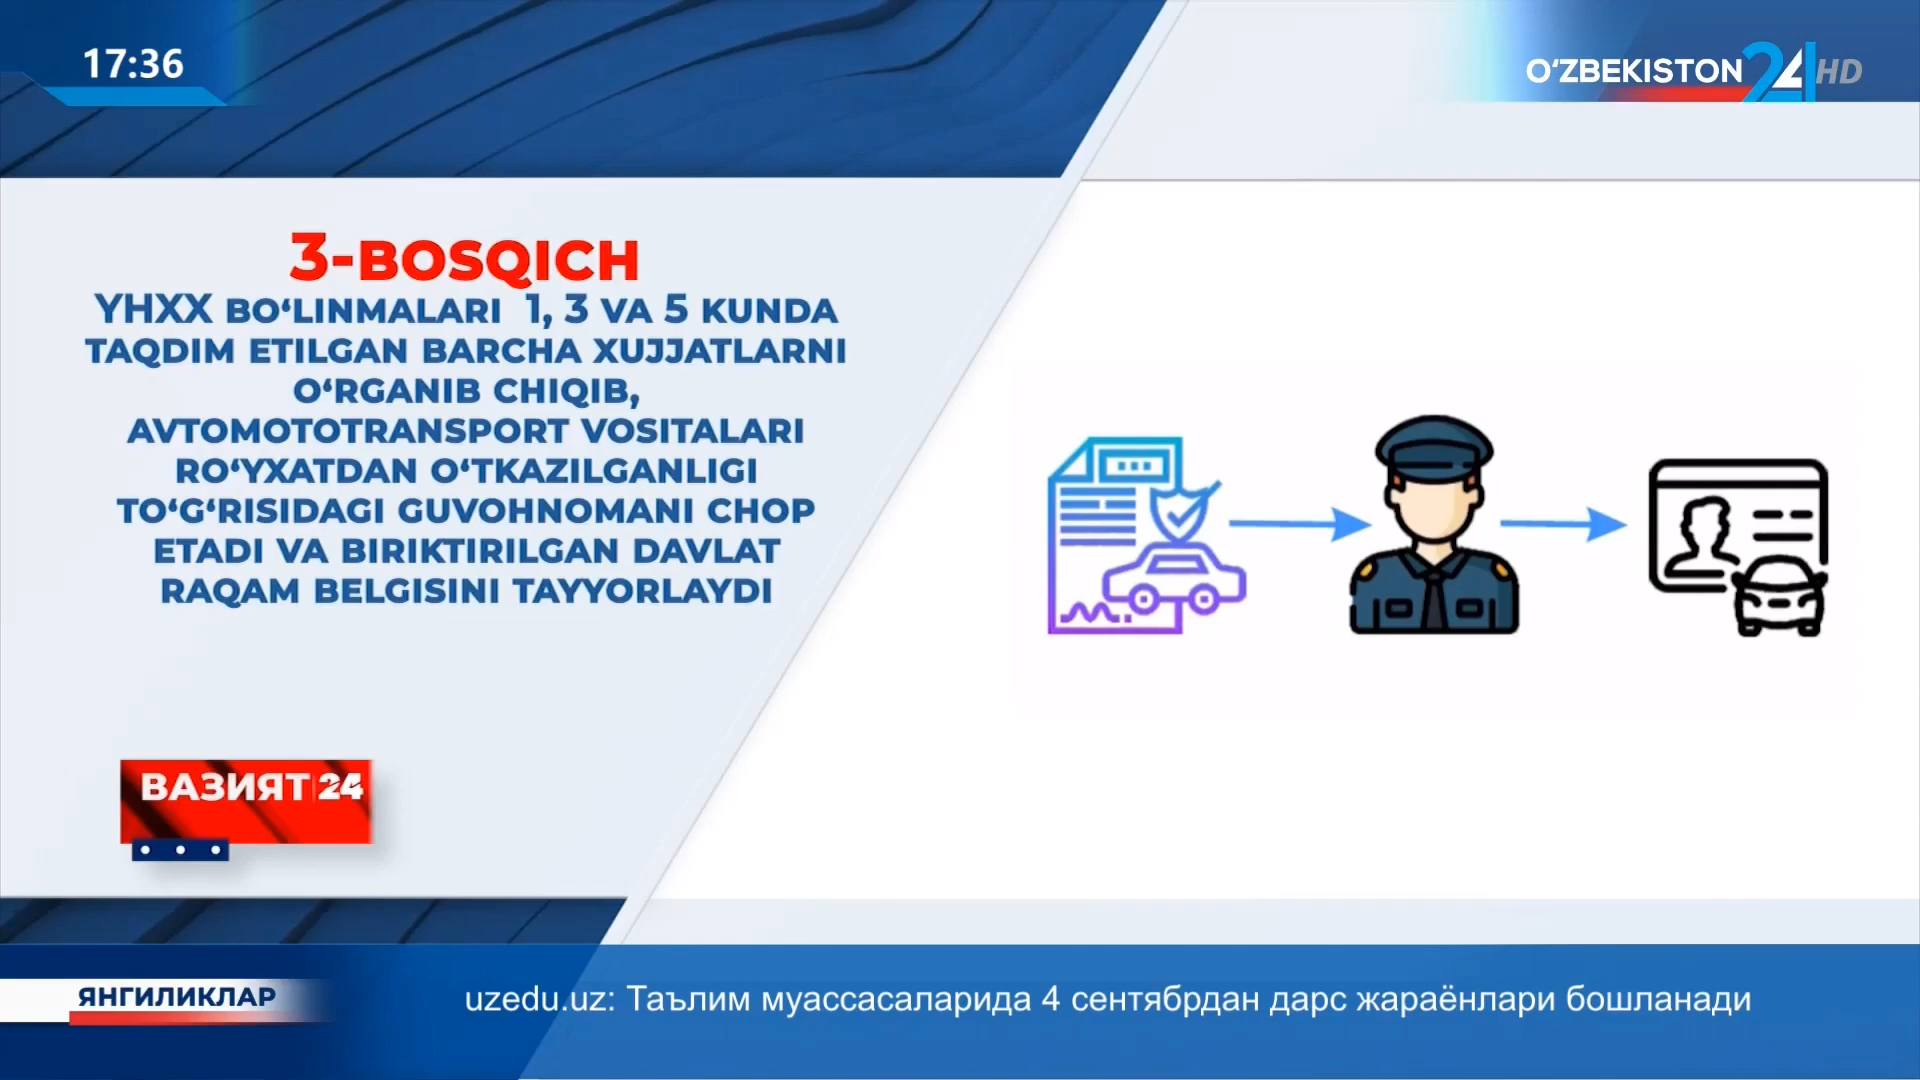 17:36
O‘ZBEKISTON 24 HD
3-BOSQICH
YHXX BO‘LINMALARI 1, 3 VA 5 KUNDA
TAQDIM ETILGAN BARCHA XUJJATLARNI
O‘RGANIB CHIQIB,
AVTOMOTOTRANSPORT VOSITALARI
RO‘YXATDAN O‘TKAZILGANLIGI
TO‘G‘RISIDAGI GUVOHNOMANI CHOP
ETADI VA BIRIKTIRILGAN DAVLAT
RAQAM BELGISINI TAYYORLAYDI
ВАЗИЯТ 24
ЯНГИЛИКЛАР
uzedu.uz: Таълим муассасаларида 4 сентябрдан дарс жараёнлари бошланади